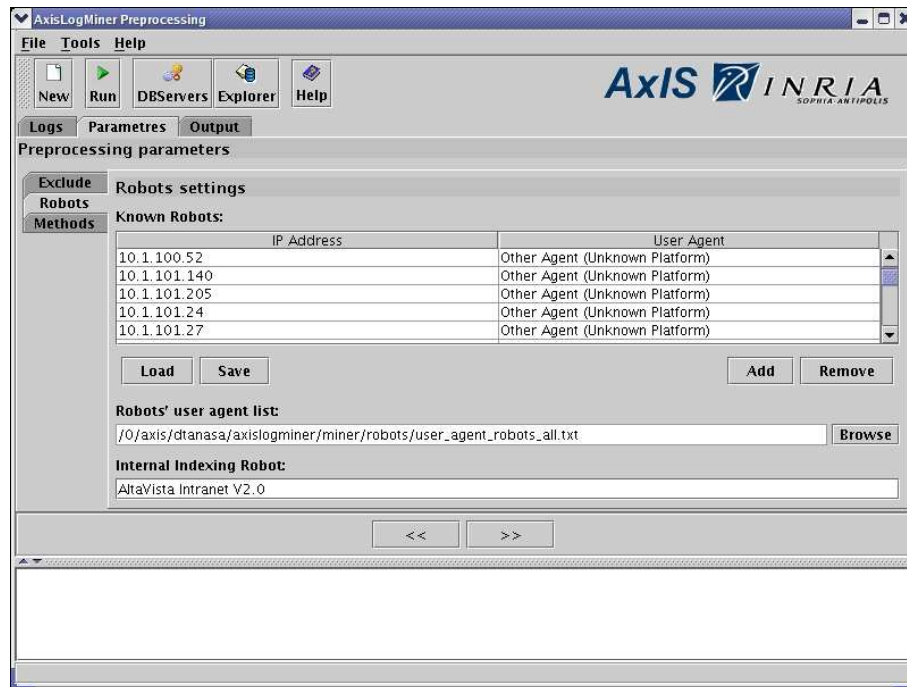 AxisLogMiner Preprocessing
File Tools Help
New Run DBServers Explorer Help
AxIS INRIA
SOPHIA ANTIPOLIS
Logs Parametres Output
Preprocessing parameters
Exclude
Robots
Methods
Robots settings
Known Robots:
IP Address User Agent
10.1.100.52 Other Agent (Unknown Platform)
10.1.101.140 Other Agent (Unknown Platform)
10.1.101.205 Other Agent (Unknown Platform)
10.1.101.24 Other Agent (Unknown Platform)
10.1.101.27 Other Agent (Unknown Platform)
Load Save Add Remove
Robots' user agent list:
/0/axis/dtanasa/axislogminer/miner/robots/user_agent_robots_all.txt Browse
Internal Indexing Robot:
AltaVista Intranet V2.0
<< >>